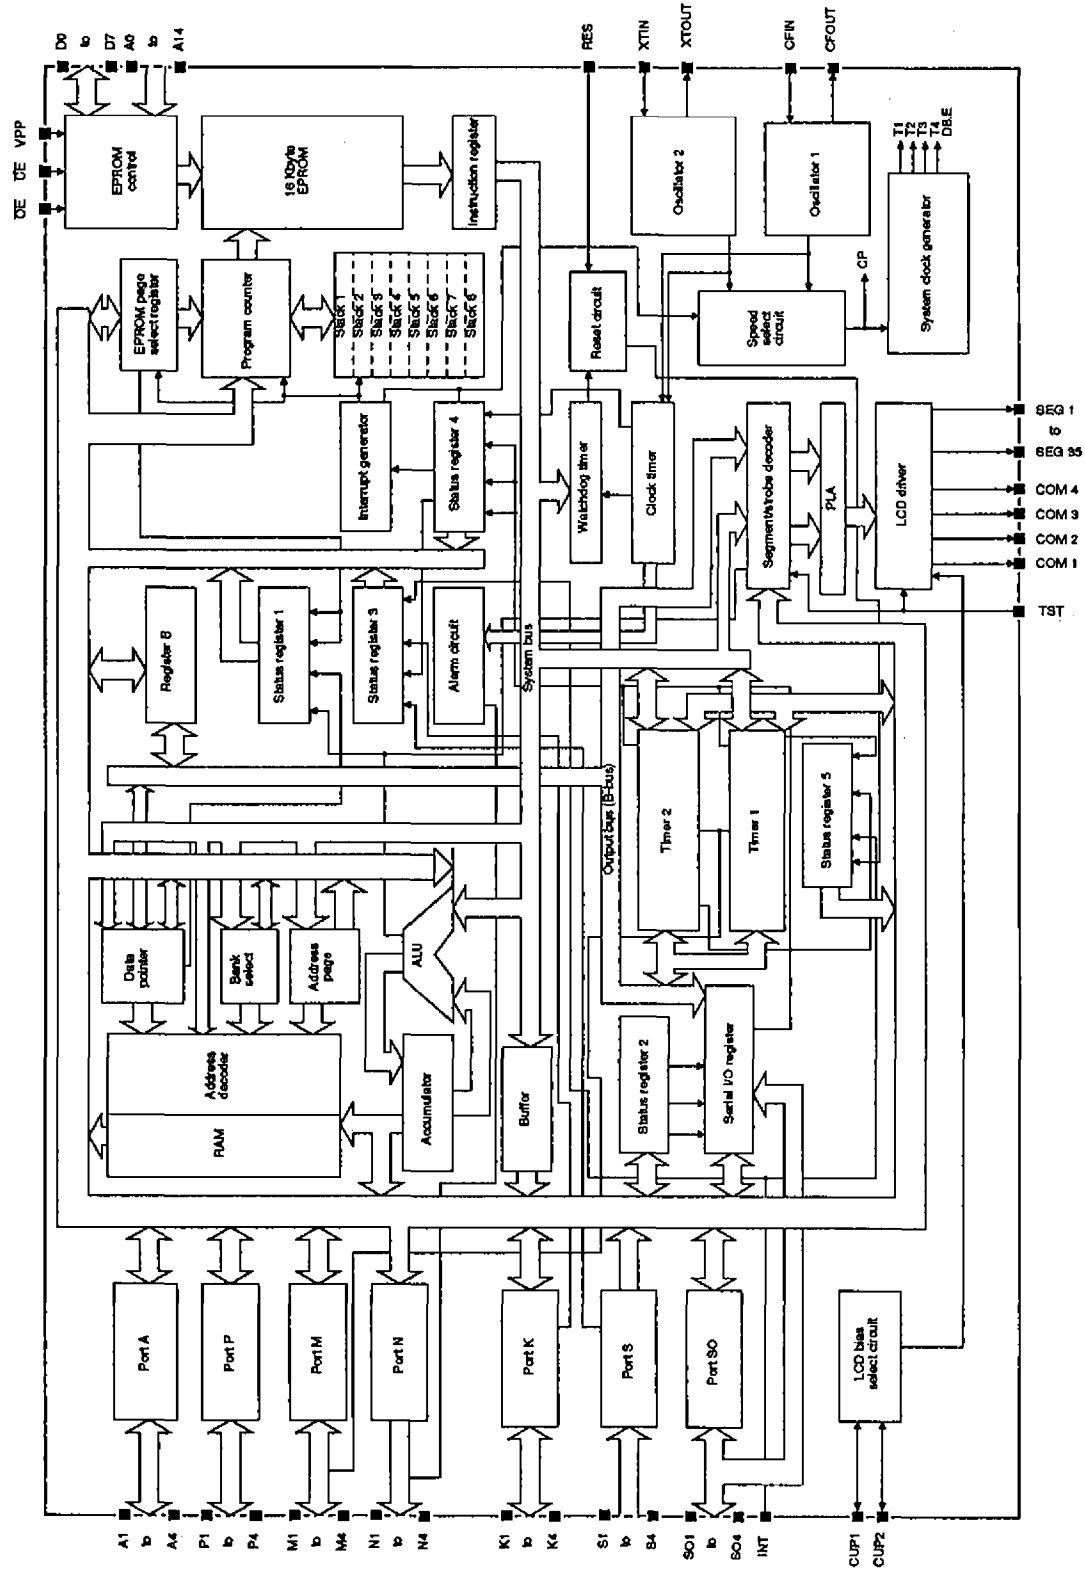 OE
CE
VPP
D0
to
D7
A0
to
A14
RES
XTIN
XTOUT
CFIN
CFOUT
EPROM
control
16 Kbyte
EPROM
Instruction register
Oscillator 2
Oscillator 1
T1
T2
T3
T4
DB.E
System clock generator
CP
EPROM page
select register
Program counter
Stack 1
Stack 2
Stack 3
Stack 4
Stack 5
Stack 6
Stack 7
Stack 8
Reset circuit
Speed
select
circuit
Interrupt generator
Status register 4
Watchdog timer
Clock timer
Segment/strobe decoder
PLA
LCD driver
SEG 1
to
SEG 35
COM 4
COM 3
COM 2
COM 1
TST
Register B
Status register 1
Status register 3
Alarm circuit
System bus
Output bus (B-bus)
Timer 2
Timer 1
Status register 5
Data
pointer
Bank
select
Address
page
ALU
Address
decoder
RAM
Accumulator
Buffer
Status register 2
Serial I/O register
Port A
Port P
Port M
Port N
Port K
Port S
Port SO
LCD bias
select circuit
A1
to
A4
P1
to
P4
M1
to
M4
N1
to
N4
K1
to
K4
S1
to
S4
SO1
to
SO4
INT
CUP1
CUP2